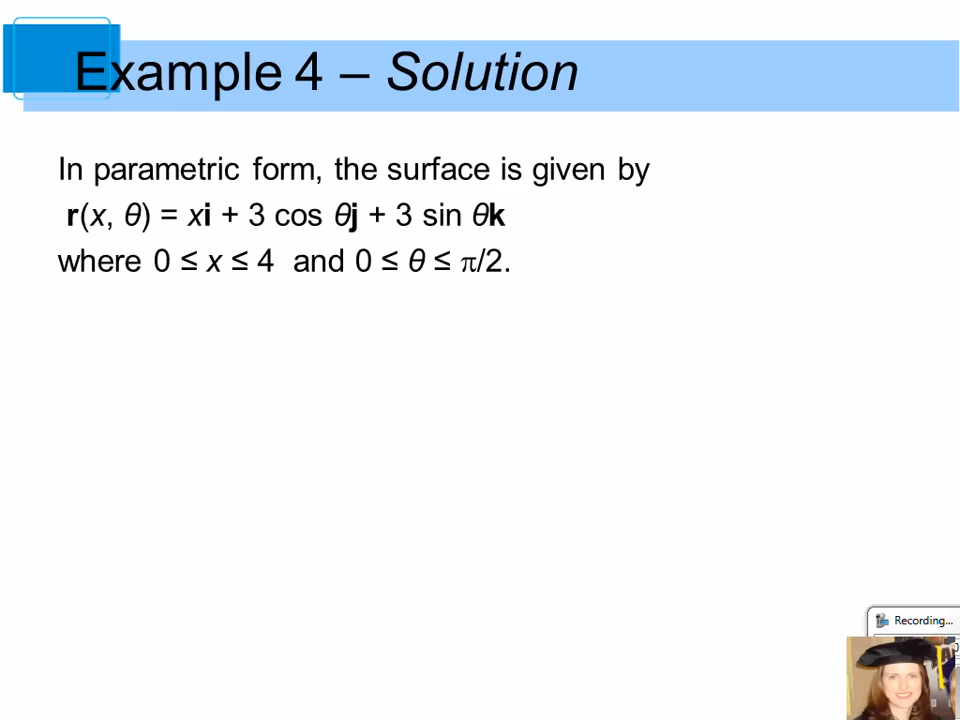 Example 4 – Solution
In parametric form, the surface is given by
r(x, θ) = xi + 3 cos θj + 3 sin θk
where 0 ≤ x ≤ 4 and 0 ≤ θ ≤ π/2.
Recording...